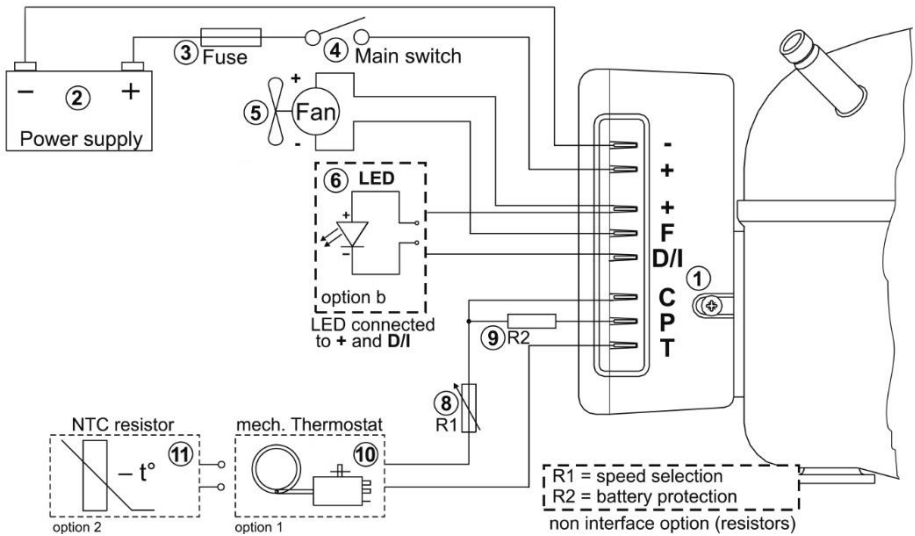 3 Fuse
4 Main switch
− 2 +
Power supply
5 + Fan -
6 LED
+
−
option b
LED connected
to + and D/I
-
+
+
F
D/I
C
P
T
1
9 R2
8
R1
NTC resistor
11
− t°
option 2
mech. Thermostat
10
option 1
R1 = speed selection
R2 = battery protection
non interface option (resistors)